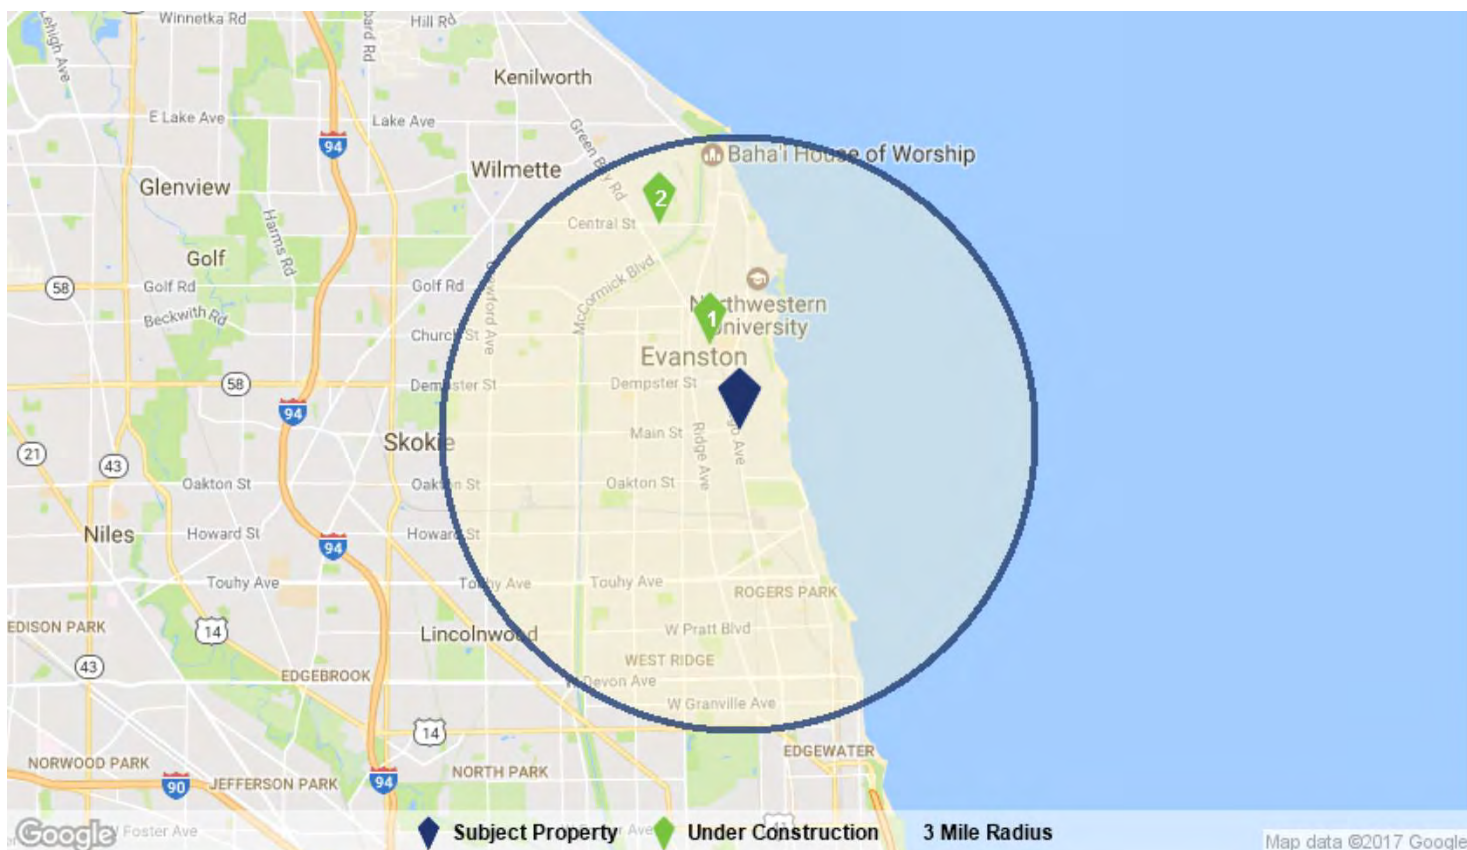 Winnetka Rd
Hill Rd
Lehigh Ave
Kenilworth
E Lake Ave
94
Lake Ave
Green Bay Rd
Baha'i House of Worship
Wilmette
Glenview
2
Central St
Harms Rd
Golf
58
Golf Rd
Golf Rd
McCormick Blvd
Crawford Ave
Northwestern
University
Beckwith Rd
1
Church St
Evanston
58
Dempster St
Dempster St
94
Skokie
Main St
Ridge Ave
21
43
Oakton St
Oakton St
Oakton St
Niles
Howard St
Howard St
94
Touhy Ave
Touhy Ave
Touhy Ave
ROGERS PARK
EDISON PARK
14
Lincolnwood
W Pratt Blvd
43
EDGEBROOK
WEST RIDGE
W Devon Ave
W Granville Ave
14
EDGEWATER
NORWOOD PARK
90
JEFFERSON PARK
94
NORTH PARK
41
Google
W Foster Ave
Subject Property
Under Construction
3 Mile Radius
Map data ©2017 Google